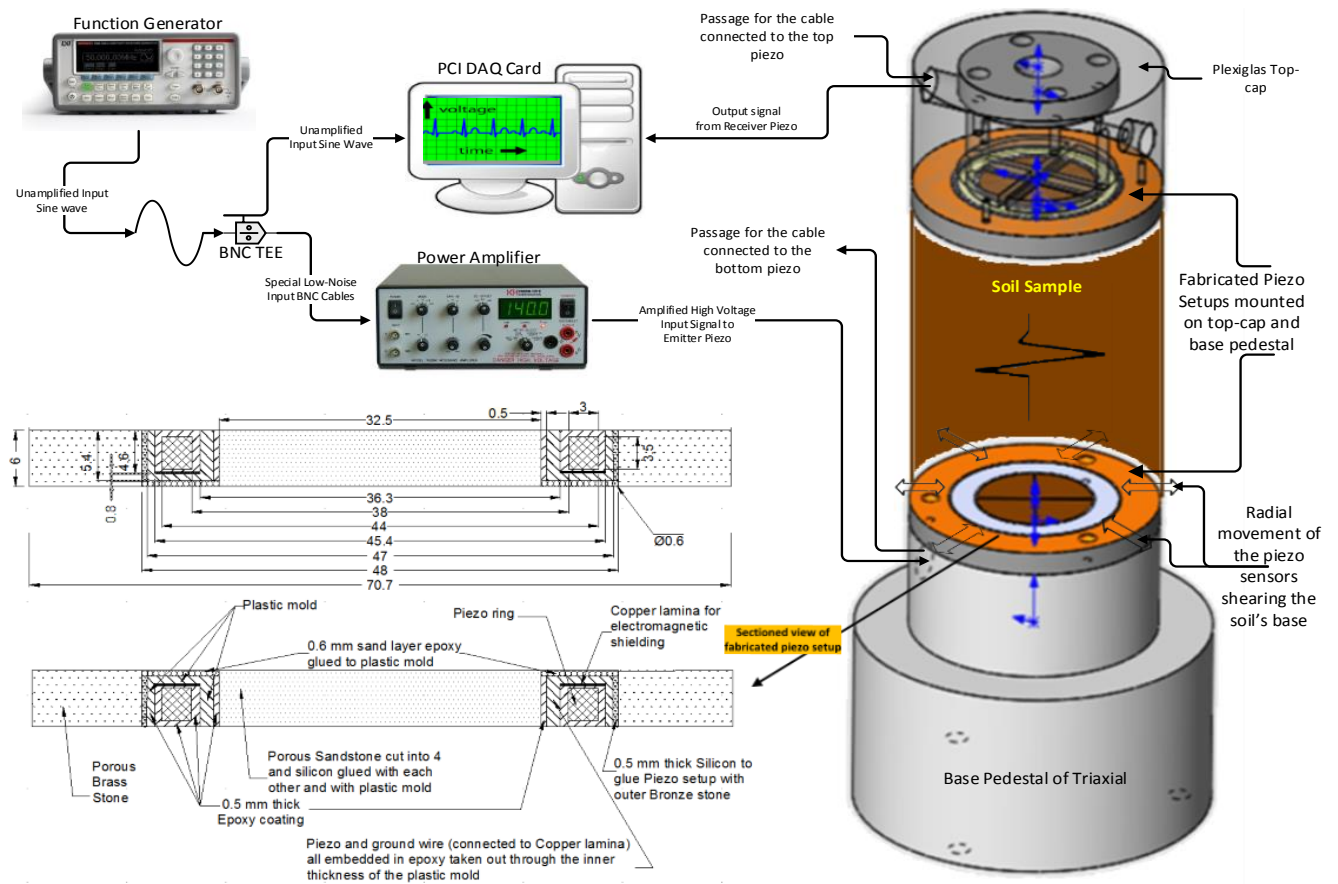 Function Generator
50.000,00MHz
Unamplified Input
Sine wave
BNC TEE
Unamplified
Input Sine Wave
PCI DAQ Card
voltage
time
Special Low-Noise
Input BNC Cables
Power Amplifier
KH
140.0
DANGER HIGH VOLTAGE
Amplified High Voltage
Input Signal to
Emitter Piezo
Output signal
from Receiver Piezo
Passage for the cable
connected to the top
piezo
Plexiglas Top-
cap
Passage for the cable
connected to the
bottom piezo
Soil Sample
Fabricated Piezo
Setups mounted
on top-cap and
base pedestal
Radial
movement of
the piezo
sensors
shearing the
soil's base
Sectioned view of
fabricated piezo setup
Base Pedestal of Triaxial
32.5
0.5
3
6
5.4
4.6
3.5
0.8
36.3
38
44
45.4
47
48
70.7
Ø0.6
Plastic mold
Piezo ring
Copper lamina for
electromagnetic
shielding
0.6 mm sand layer epoxy
glued to plastic mold
Porous
Brass
Stone
Porous Sandstone cut into 4
and silicon glued with each
other and with plastic mold
0.5 mm thick
Epoxy coating
0.5 mm thick Silicon to
glue Piezo setup with
outer Bronze stone
Piezo and ground wire (connected to Copper lamina)
all embedded in epoxy taken out through the inner
thickness of the plastic mold